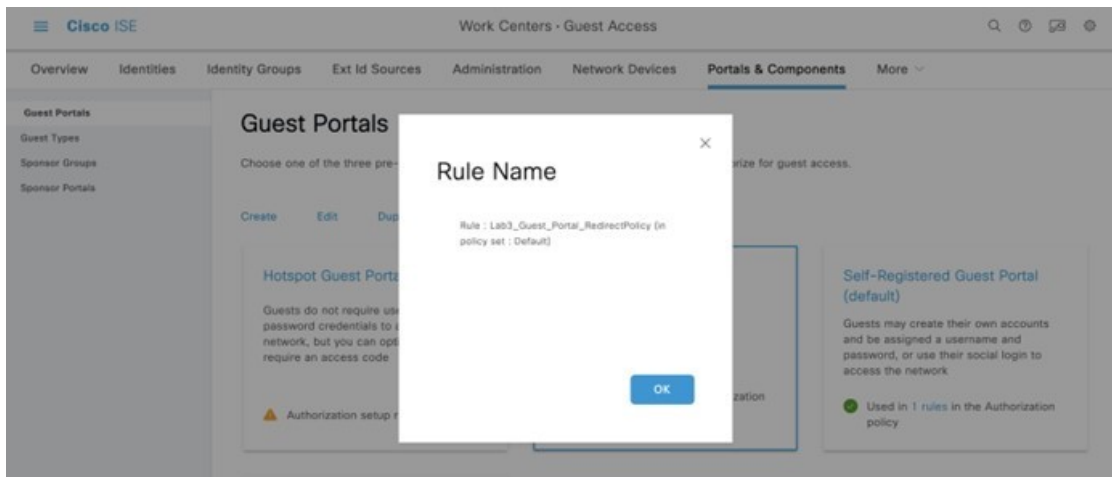 Cisco ISE
Work Centers · Guest Access
Overview Identities Identity Groups Ext Id Sources Administration Network Devices Portals & Components More
Guest Portals
Guest Types
Sponsor Groups
Sponsor Portals
Guest Portals
Choose one of the three pre-
orize for guest access.
Create Edit Dup
Rule Name
Rule : Lab3_Guest_Portal_RedirectPolicy (in
policy set : Default)
OK
Hotspot Guest Porta
Guests do not require use
password credentials to a
network, but you can opti
require an access code
Authorization setup r
zation
Self-Registered Guest Portal
(default)
Guests may create their own accounts
and be assigned a username and
password, or use their social login to
access the network
Used in 1 rules in the Authorization
policy